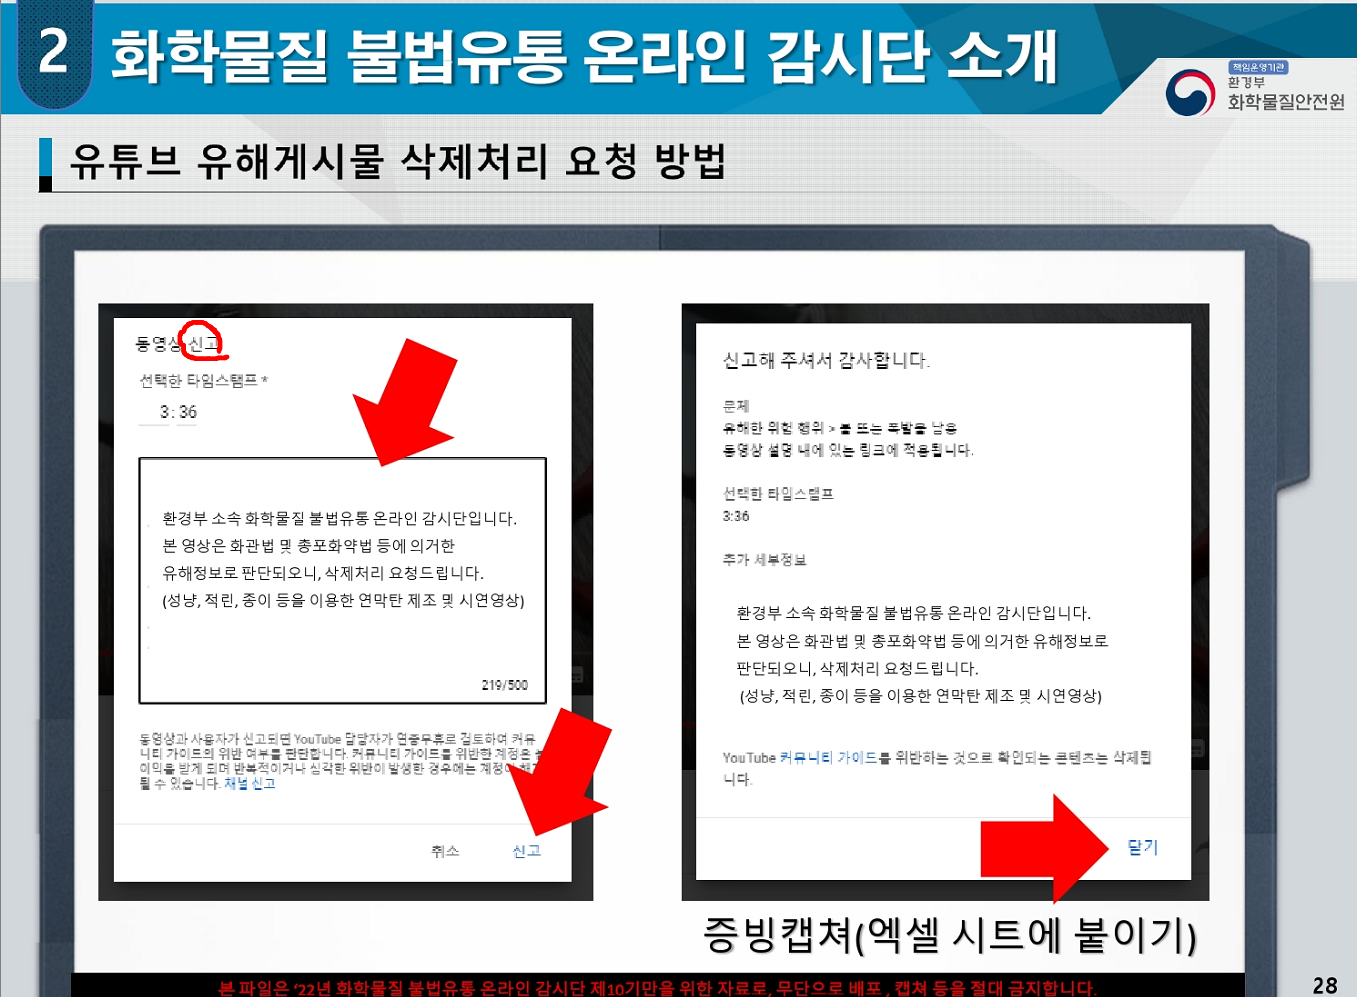 2 화학물질 불법유통 온라인 감시단 소개
책임운영기관
환경부
화학물질안전원
유튜브 유해게시물 삭제처리 요청 방법
동영상 신고
선택한 타임스탬프 *
3 : 36
환경부 소속 화학물질 불법유통 온라인 감시단입니다.
본 영상은 화관법 및 총포화약법 등에 의거한
유해정보로 판단되오니, 삭제처리 요청드립니다.
(성냥, 적린, 종이 등을 이용한 연막탄 제조 및 시연영상)
219/500
동영상과 사용자가 신고되면 YouTube 담당자가 연중무휴로 검토하여 커뮤
니티 가이드의 위반 여부를 판단합니다. 커뮤니티 가이드를 위반한 계정은
이익을 받게 되며 반복적이거나 심각한 위반이 발생한 경우에는 계정이
될 수 있습니다. 채널 신고
취소 신고
신고해 주셔서 감사합니다.
문제
유해한 위험 행위 > 불 또는 폭발물 남용
동영상 설명 내에 있는 링크에 적용됩니다.
선택한 타임스탬프
3:36
추가 세부정보
환경부 소속 화학물질 불법유통 온라인 감시단입니다.
본 영상은 화관법 및 총포화약법 등에 의거한 유해정보로
판단되오니, 삭제처리 요청드립니다.
(성냥, 적린, 종이 등을 이용한 연막탄 제조 및 시연영상)
YouTube 커뮤니티 가이드를 위반하는 것으로 확인되는 콘텐츠는 삭제됩
니다.
닫기
증빙캡쳐(엑셀 시트에 붙이기)
본 파일은 '22년 화학물질 불법유통 온라인 감시단 제10기만을 위한 자료로, 무단으로 배포 , 캡쳐 등을 절대 금지합니다.
28